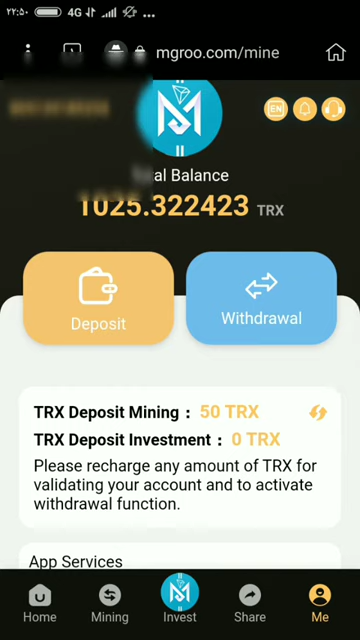 ۲۲:۵۰ 4G
mgroo.com/mine
EN
al Balance
1025.322423 TRX
Deposit
Withdrawal
TRX Deposit Mining : 50 TRX
TRX Deposit Investment : 0 TRX
Please recharge any amount of TRX for
validating your account and to activate
withdrawal function.
App Services
Home Mining Invest Share Me